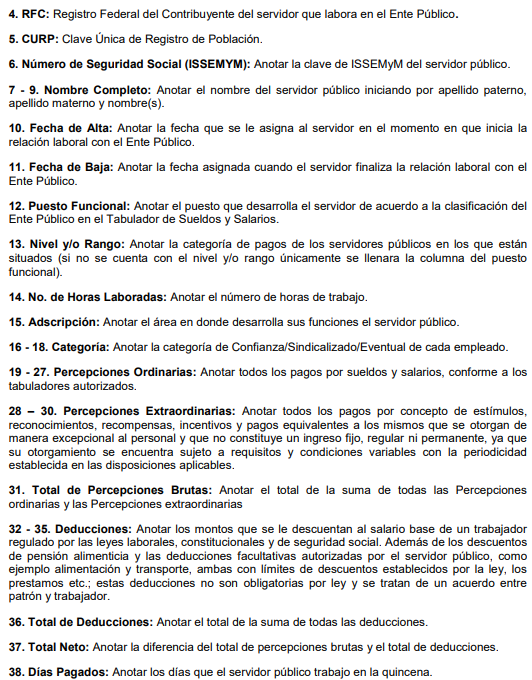 4. RFC: Registro Federal del Contribuyente del servidor que labora en el Ente Público.
5. CURP: Clave Única de Registro de Población.
6. Número de Seguridad Social (ISSEMYM): Anotar la clave de ISSEMyM del servidor público.
7 - 9. Nombre Completo: Anotar el nombre del servidor público iniciando por apellido paterno,
apellido materno y nombre(s).
10. Fecha de Alta: Anotar la fecha que se le asigna al servidor en el momento en que inicia la
relación laboral con el Ente Público.
11. Fecha de Baja: Anotar la fecha asignada cuando el servidor finaliza la relación laboral con el
Ente Público.
12. Puesto Funcional: Anotar el puesto que desarrolla el servidor de acuerdo a la clasificación del
Ente Público en el Tabulador de Sueldos y Salarios.
13. Nivel y/o Rango: Anotar la categoría de pagos de los servidores públicos en los que están
situados (si no se cuenta con el nivel y/o rango únicamente se llenara la columna del puesto
funcional).
14. No. de Horas Laboradas: Anotar el número de horas de trabajo.
15. Adscripción: Anotar el área en donde desarrolla sus funciones el servidor público.
16 - 18. Categoría: Anotar la categoría de Confianza/Sindicalizado/Eventual de cada empleado.
19 - 27. Percepciones Ordinarias: Anotar todos los pagos por sueldos y salarios, conforme a los
tabuladores autorizados.
28 – 30. Percepciones Extraordinarias: Anotar todos los pagos por concepto de estímulos,
reconocimientos, recompensas, incentivos y pagos equivalentes a los mismos que se otorgan de
manera excepcional al personal y que no constituye un ingreso fijo, regular ni permanente, ya que
su otorgamiento se encuentra sujeto a requisitos y condiciones variables con la periodicidad
establecida en las disposiciones aplicables.
31. Total de Percepciones Brutas: Anotar el total de la suma de todas las Percepciones
ordinarias y las Percepciones extraordinarias
32 - 35. Deducciones: Anotar los montos que se le descuentan al salario base de un trabajador
regulado por las leyes laborales, constitucionales y de seguridad social. Además de los descuentos
de pensión alimenticia y las deducciones facultativas autorizadas por el servidor público, como
ejemplo alimentación y transporte, ambas con límites de descuentos establecidos por la ley, los
prestamos etc.; estas deducciones no son obligatorias por ley y se tratan de un acuerdo entre
patrón y trabajador.
36. Total de Deducciones: Anotar el total de la suma de todas las deducciones.
37. Total Neto: Anotar la diferencia del total de percepciones brutas y el total de deducciones.
38. Días Pagados: Anotar los días que el servidor público trabajo en la quincena.